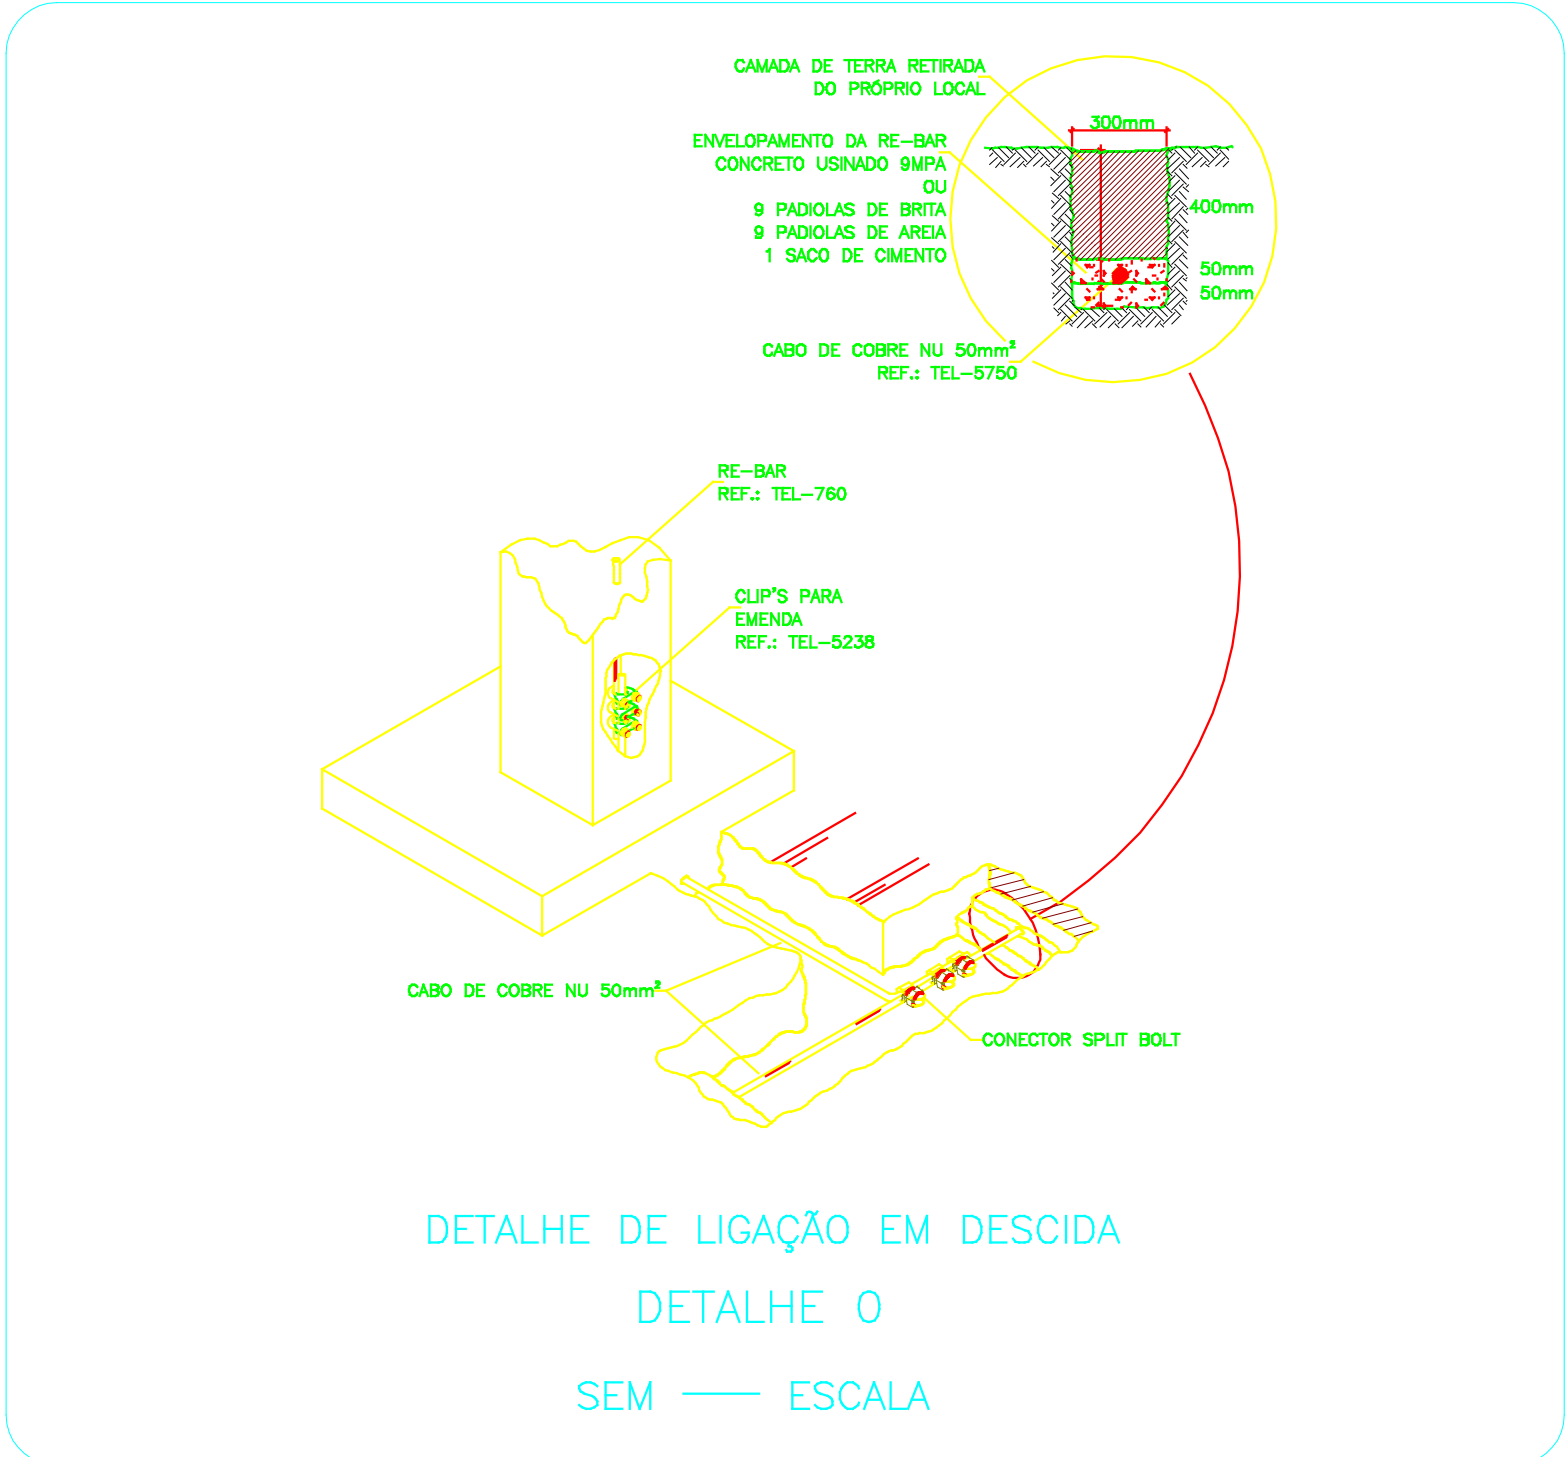 CAMADA DE TERRA RETIRADA
DO PRÓPRIO LOCAL
300mm
ENVELOPAMENTO DA RE-BAR
CONCRETO USINADO 9MPA
OU
9 PADIOLAS DE BRITA
9 PADIOLAS DE AREIA
1 SACO DE CIMENTO
400mm
50mm
50mm
CABO DE COBRE NU 50mm²
REF.: TEL-5750
RE-BAR
REF.: TEL-760
CLIP'S PARA
EMENDA
REF.: TEL-5238
CABO DE COBRE NU 50mm²
CONECTOR SPLIT BOLT
DETALHE DE LIGAÇÃO EM DESCIDA
DETALHE O
SEM — ESCALA